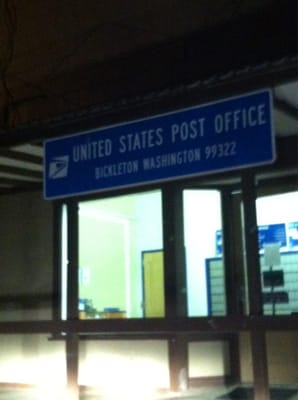 UNITED STATES POST OFFICE
BICKLETON WASHINGTON 99322